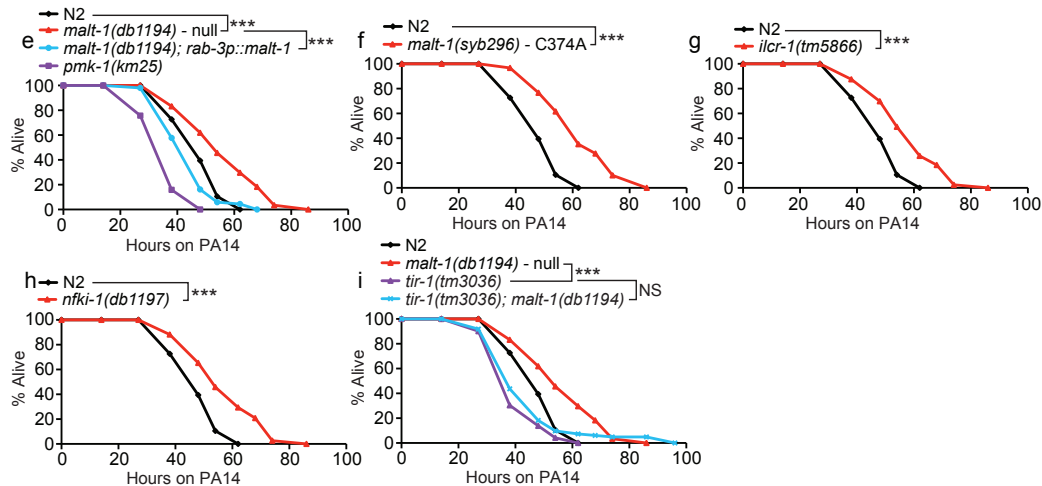 e
N2
malt-1(db1194) - null
***
malt-1(db1194); rab-3p::malt-1
***
pmk-1(km25)
% Alive
100
80
60
40
20
0
0 20 40 60 80 100
Hours on PA14
f
N2
malt-1(syb296) - C374A
***
% Alive
100
80
60
40
20
0
0 20 40 60 80 100
Hours on PA14
g
N2
ilcr-1(tm5866)
***
% Alive
100
80
60
40
20
0
0 20 40 60 80 100
Hours on PA14
h
N2
nfki-1(db1197)
***
% Alive
100
80
60
40
20
0
0 20 40 60 80 100
Hours on PA14
i
N2
malt-1(db1194) - null
tir-1(tm3036)
***
tir-1(tm3036); malt-1(db1194)
NS
% Alive
100
80
60
40
20
0
0 20 40 60 80 100
Hours on PA14